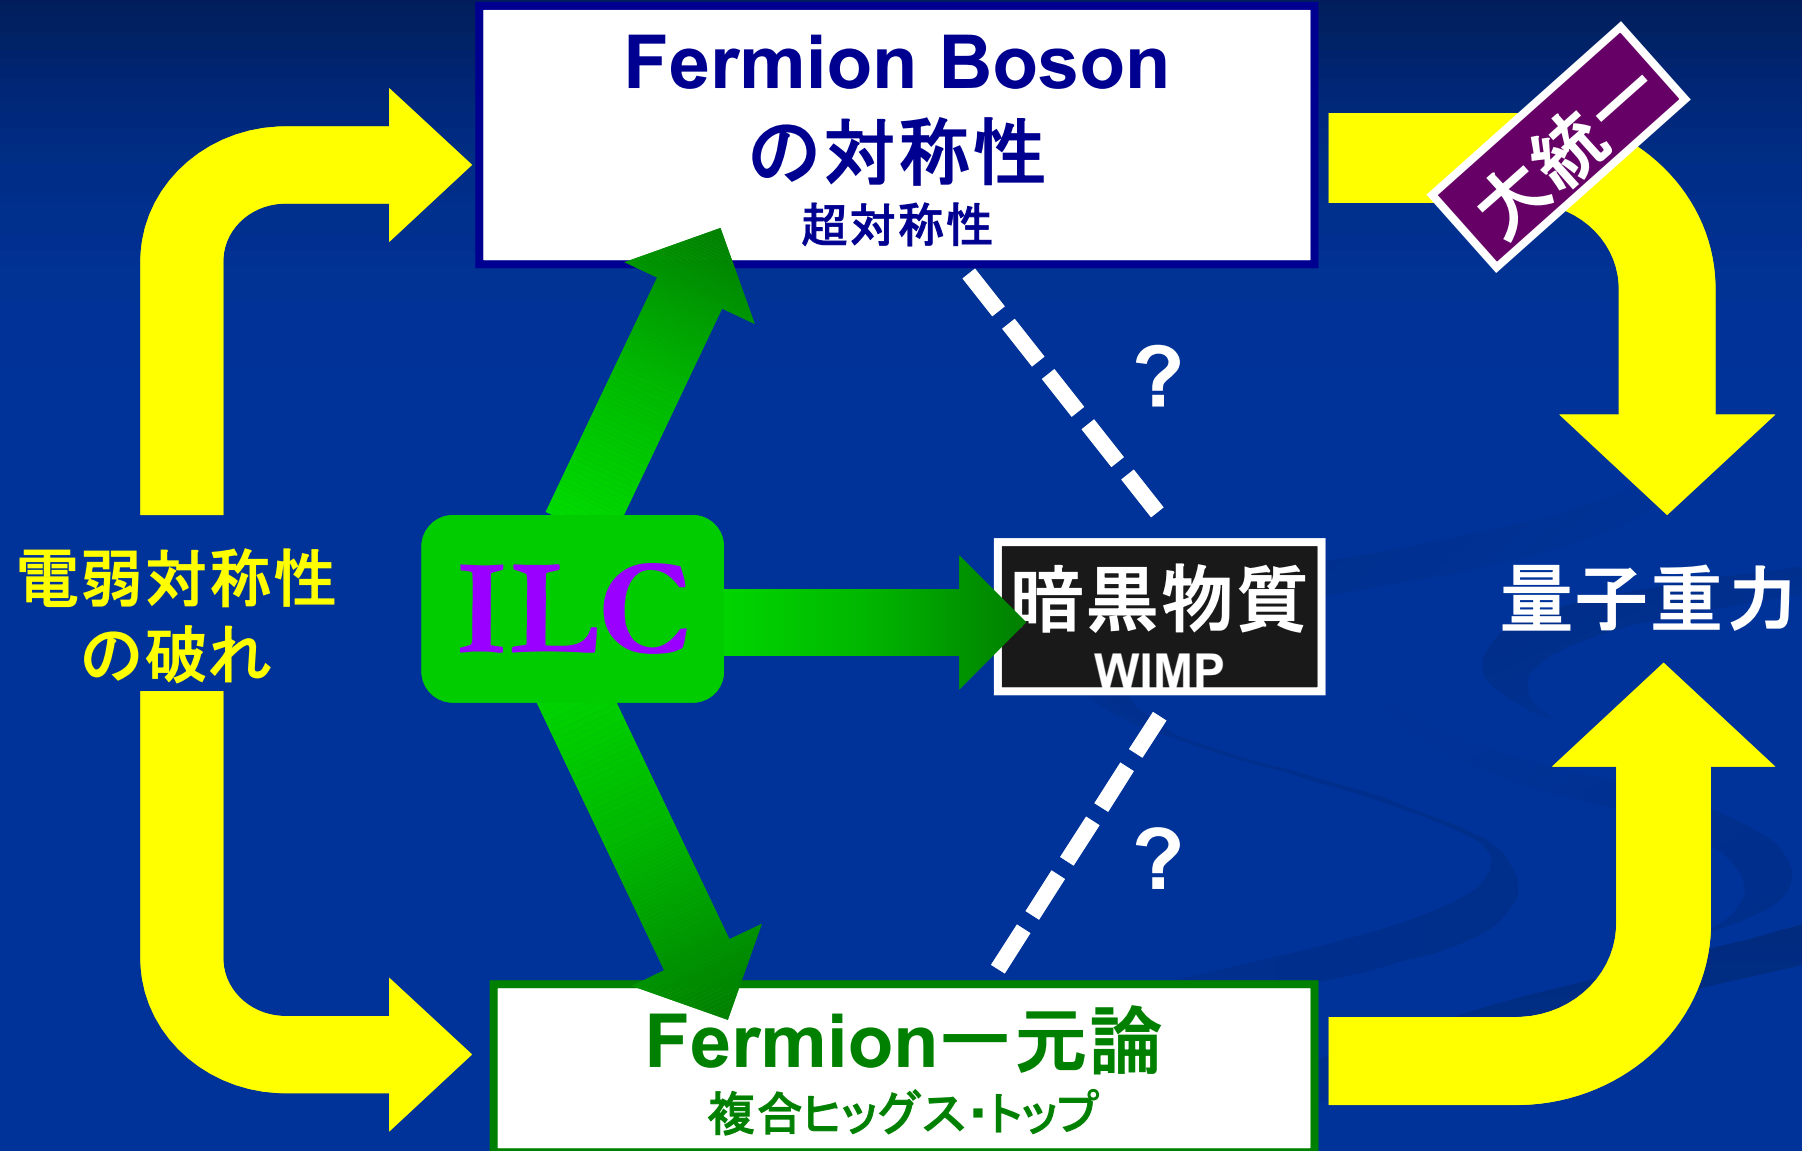 Fermion Boson
の対称性
超対称性
大統一
?
電弱対称性
の破れ
ILC
暗黒物質
WIMP
量子重力
?
Fermion一元論
複合ヒッグス・トップ